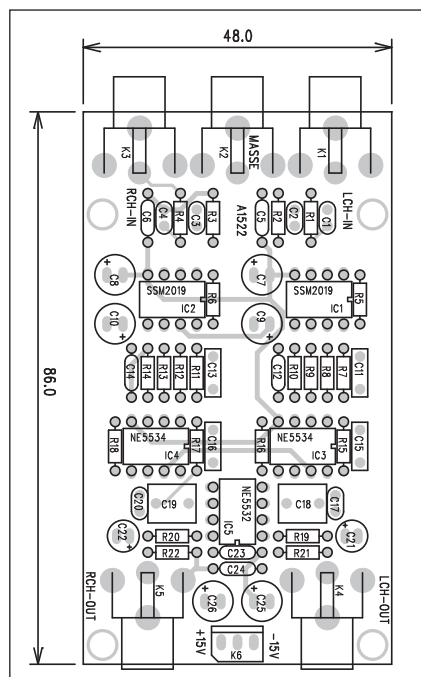 48.0
86.0
K3
K2
K1
MASSE
RCH-IN
A1522
LCH-IN
C6
C4
R4
C3
R3
C5
R2
C2
R1
C1
+
C8
+
C7
SSM2019
R6
IC2
SSM2019
R5
IC1
C10
+
C9
+
C14
R14
R13
R12
R11
C13
C12
R10
R9
R8
R7
C11
R18
NE5534
IC4
R17
C16
R16
NE5534
IC3
R15
C15
C20
C19
NE5532
IC5
C18
C17
C22
+
R20
R22
C23
C24
R19
R21
+
C21
RCH-OUT
K5
+
C26
+
C25
K4
LCH-OUT
+15V
K6
-15V